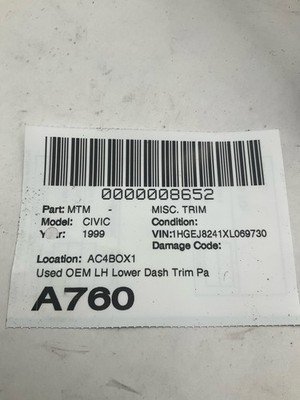 0000008652
Part: MTM MISC. TRIM
Model: CIVIC Condition:
Year: 1999 VIN:1HGEJ8241XL069730
Damage Code:
Location: AC4BOX1
Used OEM LH Lower Dash Trim Pa
A760